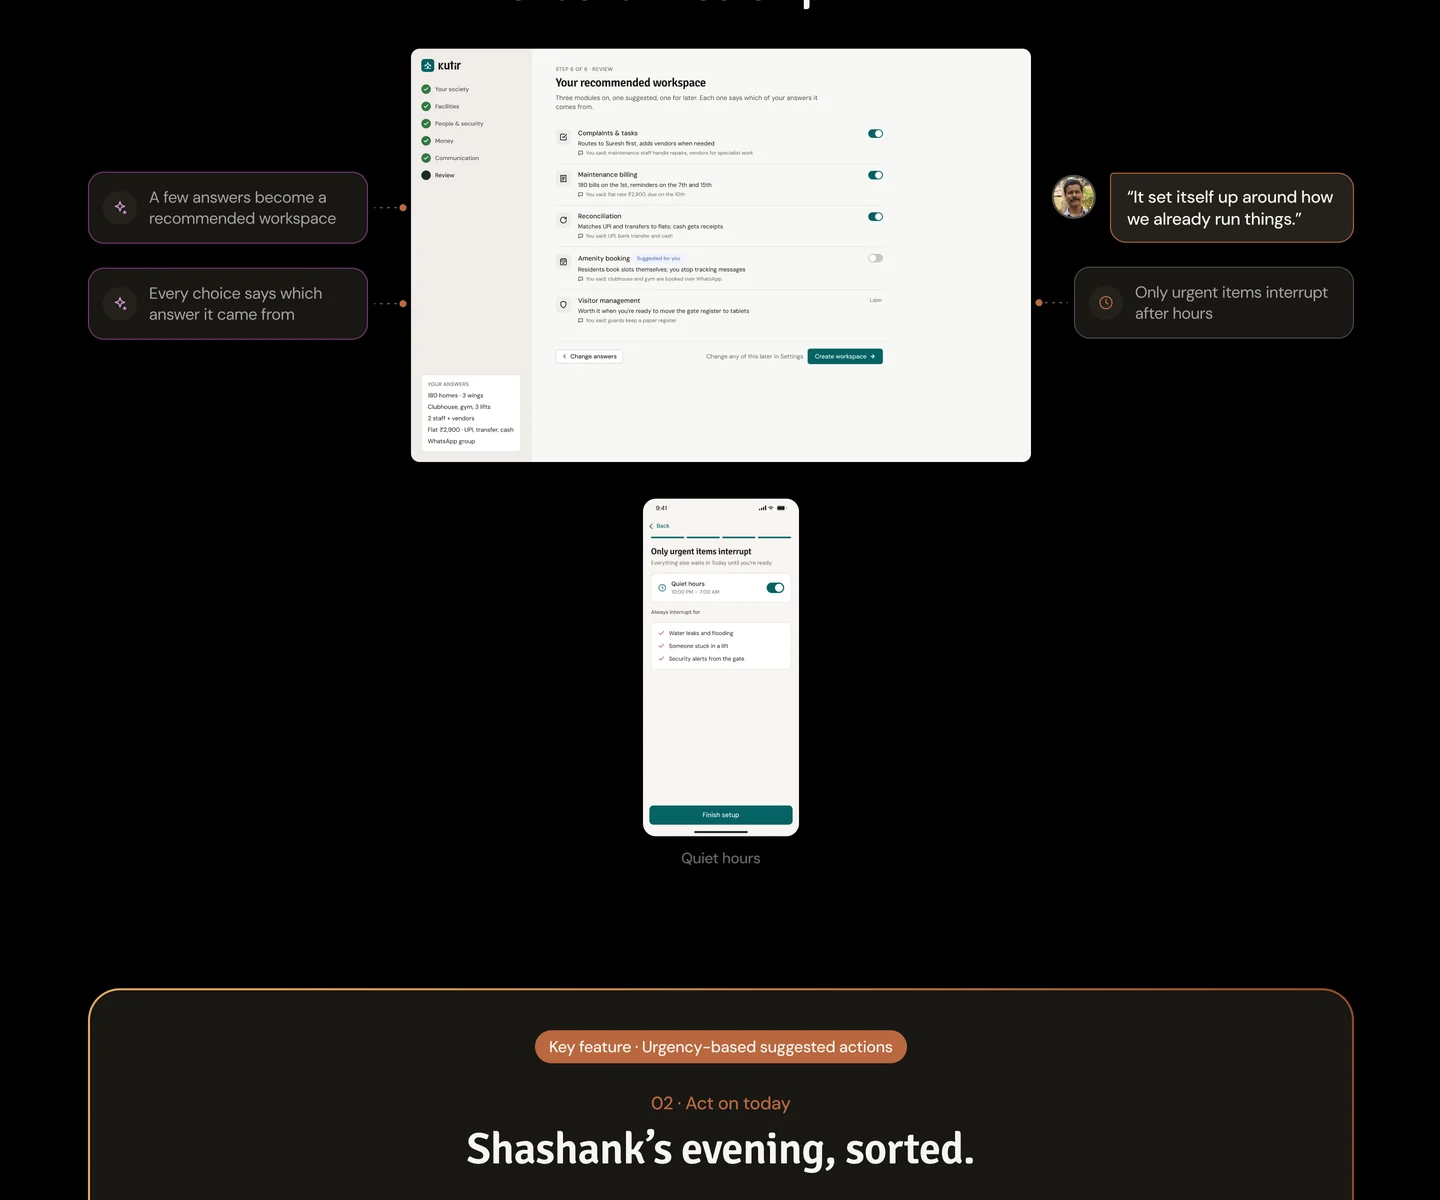 kutir
Your society
Facilities
People & security
Money
Communication
Review
YOUR ANSWERS
180 homes · 3 wings
Clubhouse, gym, 3 lifts
2 staff + vendors
Flat ₹2,900 · UPI, transfer, cash
WhatsApp group
STEP 6 OF 6 · REVIEW
Your recommended workspace
Three modules on, one suggested, one for later. Each one says which of your answers it
comes from.
Complaints & tasks
Routes to Suresh first, adds vendors when needed
You said: maintenance staff handle repairs, vendors for specialist work
Maintenance billing
180 bills on the 1st, reminders on the 7th and 15th
You said: flat rate ₹2,900, due on the 10th
Reconciliation
Matches UPI and transfers to flats; cash gets receipts
You said: UPI, bank transfer and cash
Amenity booking Suggested for you
Residents book slots themselves; you stop tracking messages
You said: clubhouse and gym are booked over WhatsApp
Visitor management Later
Worth it when you're ready to move the gate register to tablets
You said: guards keep a paper register
Change answers
Change any of this later in Settings
Create workspace →
A few answers become a
recommended workspace
Every choice says which
answer it came from
“It set itself up around how
we already run things.”
Only urgent items interrupt
after hours
9:41
Back
Only urgent items interrupt
Everything else waits in Today until you're ready.
Quiet hours
10:00 PM – 7:00 AM
Always interrupt for
Water leaks and flooding
Someone stuck in a lift
Security alerts from the gate
Finish setup
Quiet hours
Key feature · Urgency-based suggested actions
02 · Act on today
Shashank’s evening, sorted.